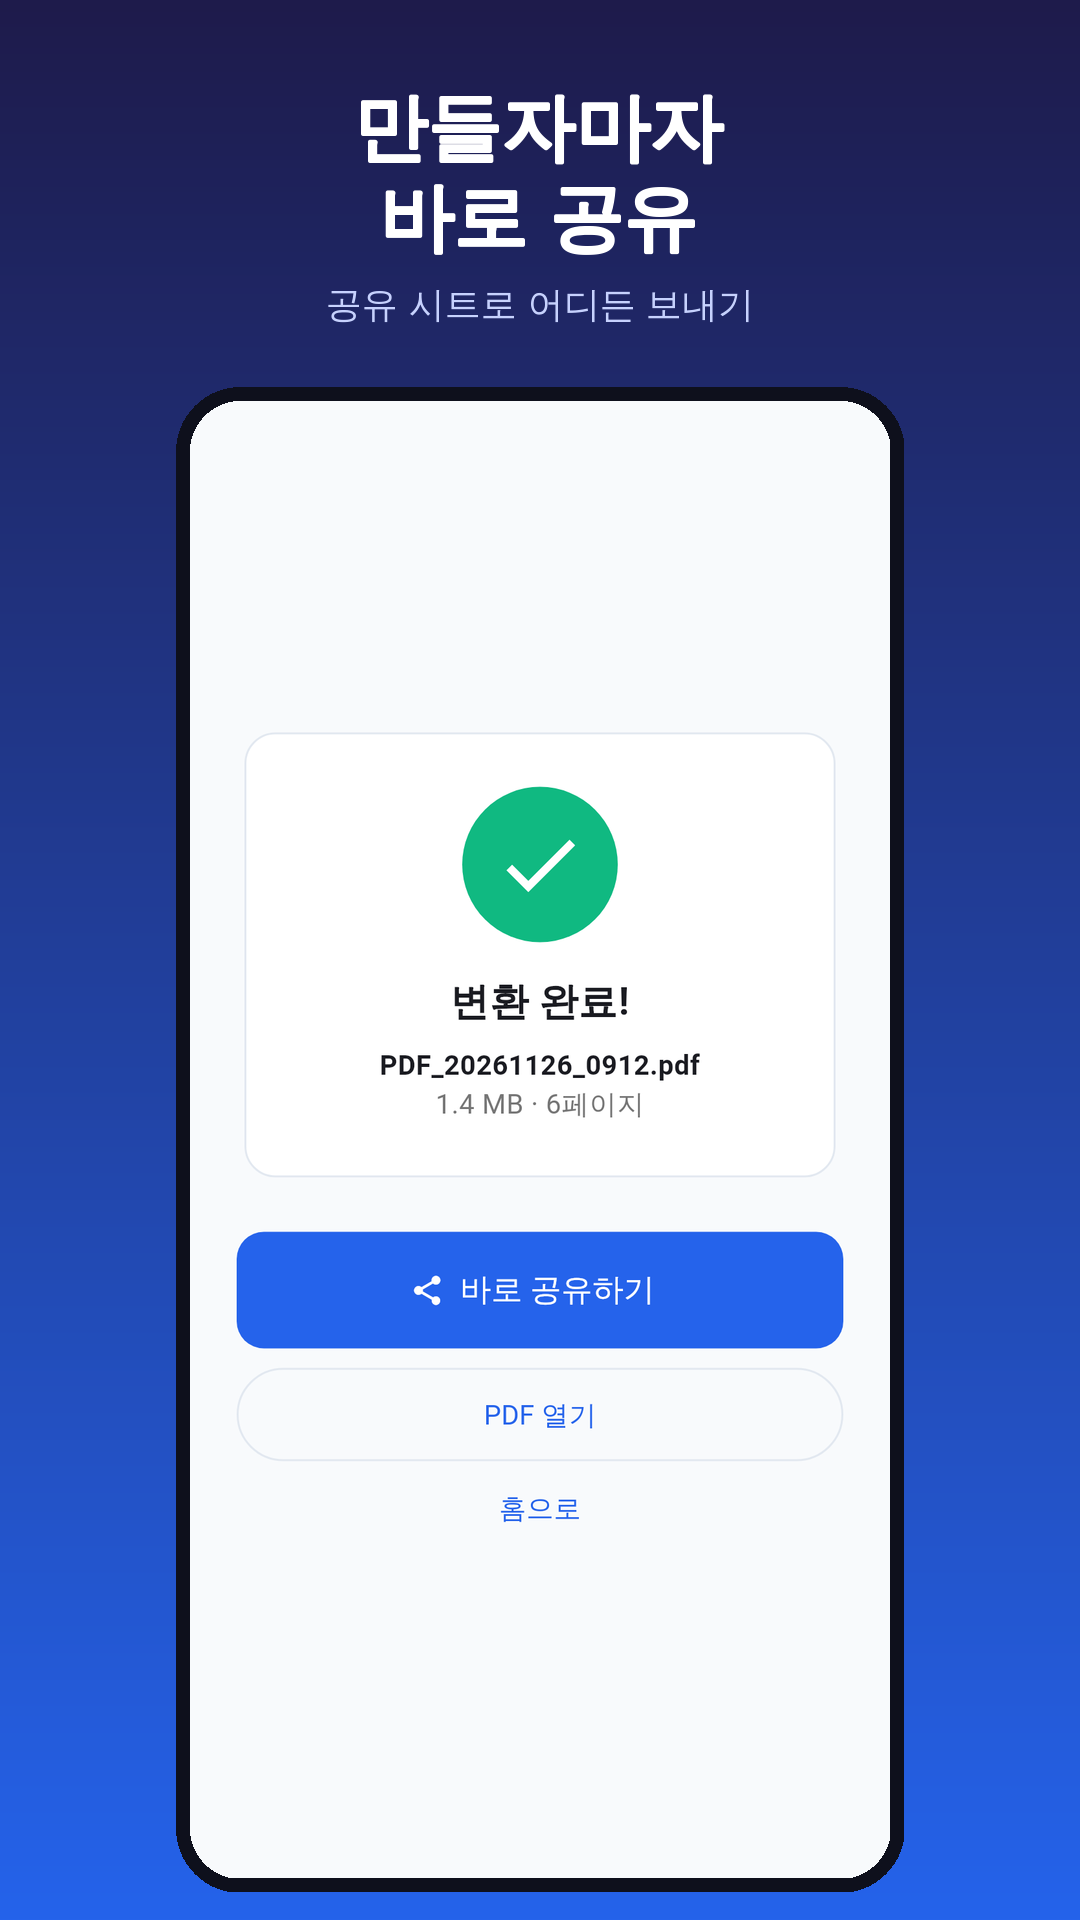 만들자마자
바로 공유
공유 시트로 어디든 보내기
변환 완료!
PDF_20261126_0912.pdf
1.4 MB · 6페이지
바로 공유하기
PDF 열기
홈으로